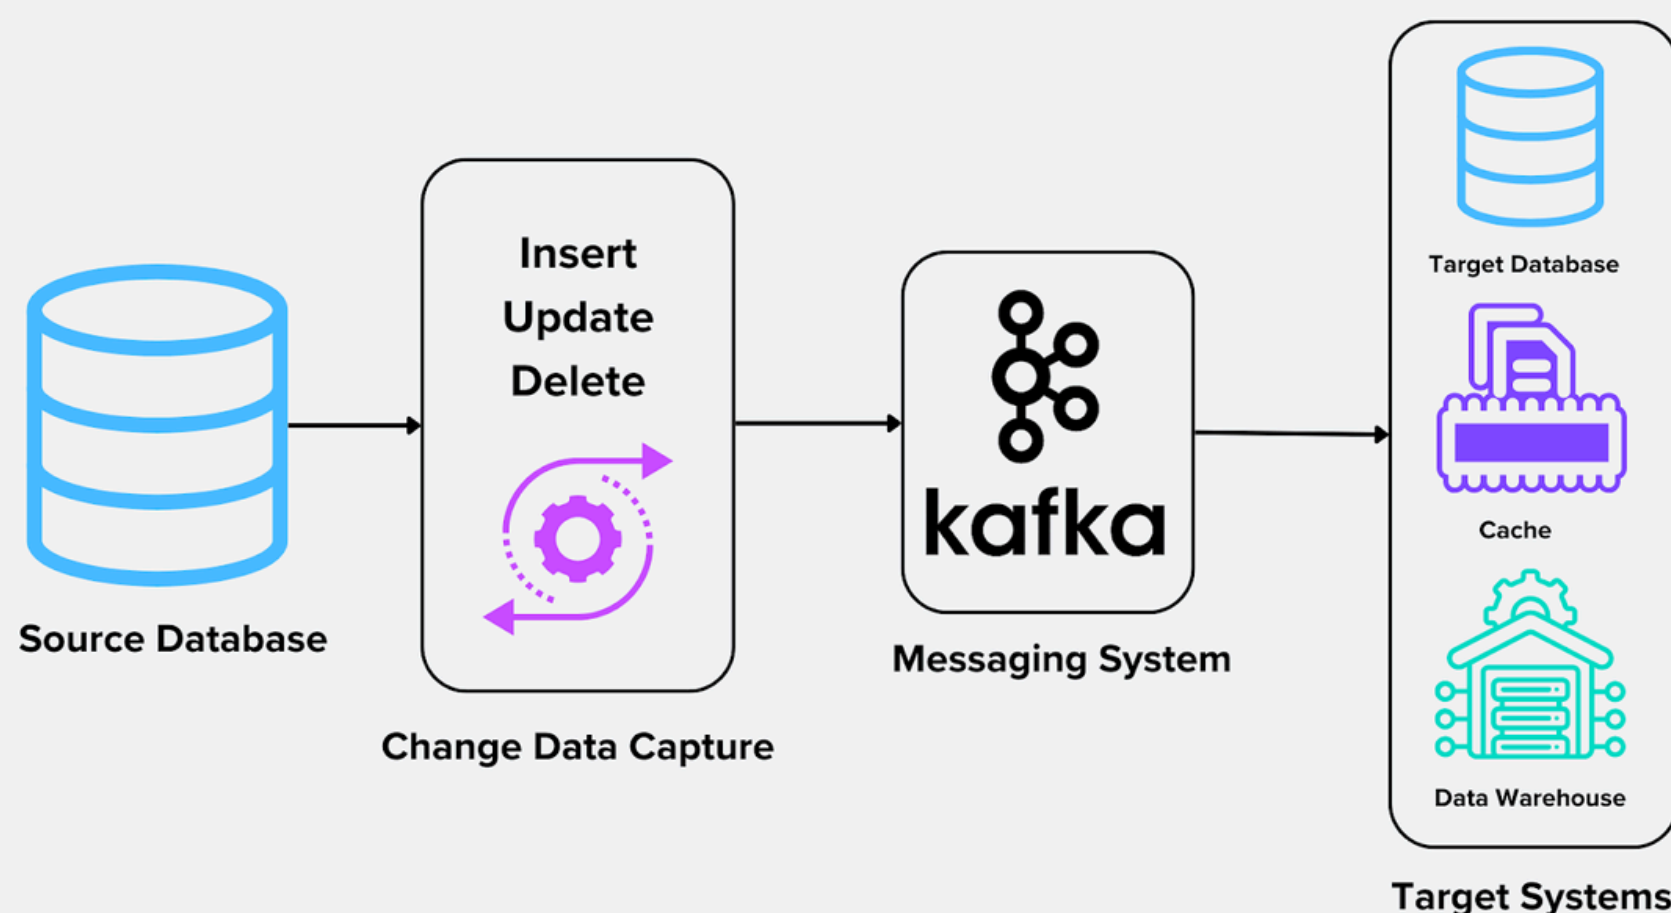 Insert
Update
Delete
Source Database
Change Data Capture
kafka
Messaging System
Target Database
Cache
Data Warehouse
Target Systems